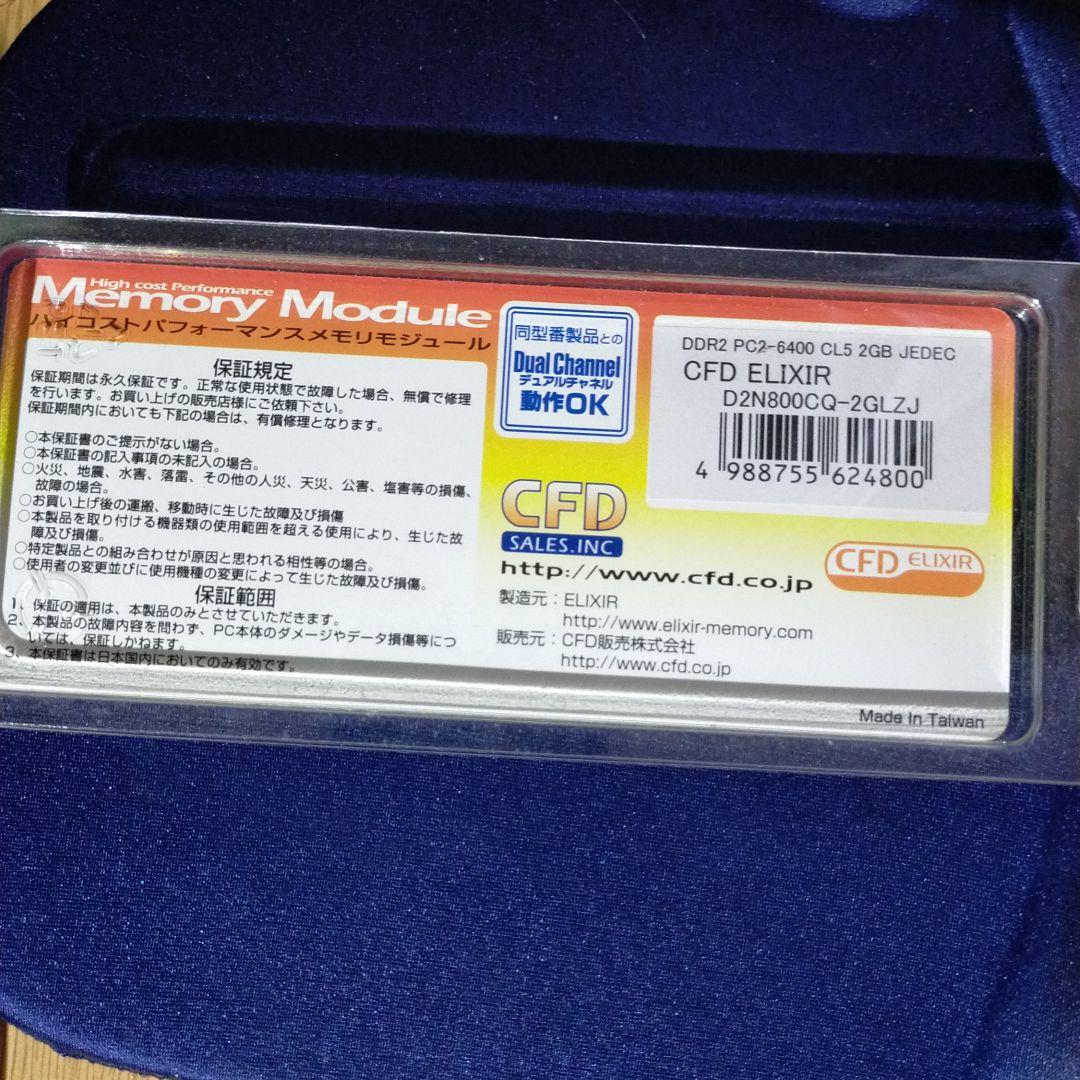 High cost Performance
Memory Module
ハイコストパフォーマンスメモリモジュール
保証規定
保証期間は永久保証です。正常な使用状態で故障した場合、無償で修理
を行います。お買い上げの販売店様にご依頼下さい。
保証期間内においても下記の場合は、有償修理となります。
○本保証書のご提示がない場合。
○本保証書の記入事項の未記入の場合。
○火災、地震、水害、落雷、その他の人災、天災、公害、塩害等の損傷、
故障の場合。
○お買い上げ後の運搬、移動時に生じた故障及び損傷
○本製品を取り付ける機器類の使用範囲を超える使用により、生じた故
障及び損傷。
○特定製品との組み合わせが原因と思われる相性等の場合。
○使用者の変更並びに使用機種の変更によって生じた故障及び損傷。
保証範囲
1、保証の適用は、本製品のみとさせていただきます。
2、本製品の故障内容を問わず、PC本体のダメージやデータ損傷等につ
いては、保証しかねます。
3、本保証書は日本国内においてのみ有効です。
同型番製品との
Dual Channel
デュアルチャネル
動作OK
CFD
SALES.INC
http://www.cfd.co.jp
製造元：ELIXIR
http://www.elixir-memory.com
販売元：CFD販売株式会社
http://www.cfd.co.jp
DDR2 PC2-6400 CL5 2GB JEDEC
CFD ELIXIR
D2N800CQ-2GLZJ
4 988755 624800
CFD ELIXIR
Made In Taiwan